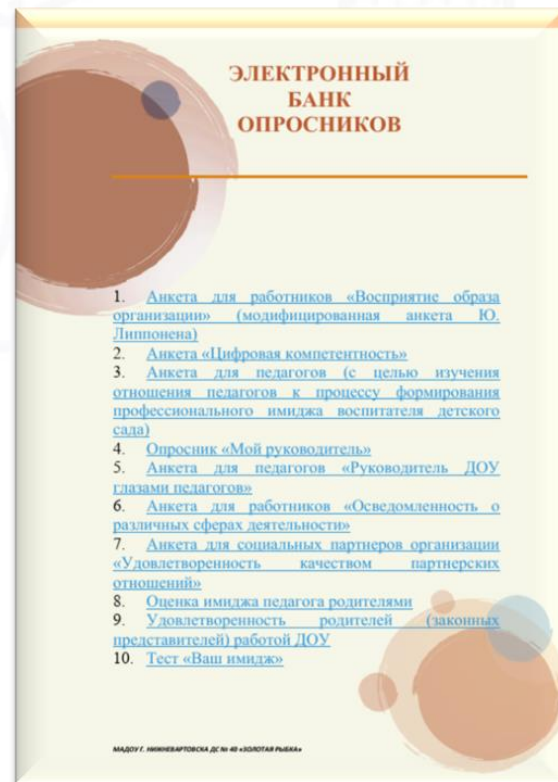 ЭЛЕКТРОННЫЙ
БАНК
ОПРОСНИКОВ
1. Анкета для работников «Восприятие образа
организации» (модифицированная анкета Ю.
Липпонена)
2. Анкета «Цифровая компетентность»
3. Анкета для педагогов (с целью изучения
отношения педагогов к процессу формирования
профессионального имиджа воспитателя детского
сада)
4. Опросник «Мой руководитель»
5. Анкета для педагогов «Руководитель ДОУ
глазами педагогов»
6. Анкета для работников «Осведомленность о
различных сферах деятельности»
7. Анкета для социальных партнеров организации
«Удовлетворенность качеством партнерских
отношений»
8. Оценка имиджа педагога родителями
9. Удовлетворенность родителей (законных
представителей) работой ДОУ
10. Тест «Ваш имидж»
МАДОУ Г. НИЖНЕВАРТОВСКА ДС № 40 «ЗОЛОТАЯ РЫБКА»